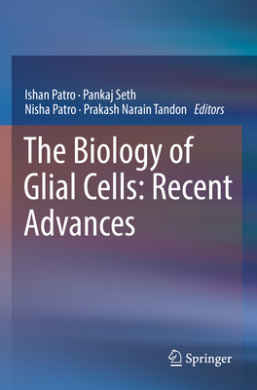 Ishan Patro · Pankaj Seth
Nisha Patro · Prakash Narain Tandon Editors
The Biology of
Glial Cells: Recent
Advances
Springer